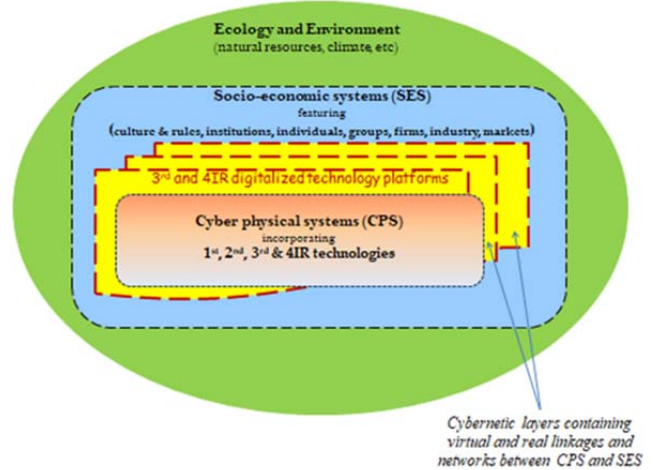 Ecology and Environment
(natural resources, climate, etc)
Socio-economic systems (SES)
featuring
(culture & rules, institutions, individuals, groups, firms, industry, markets)
3rd and 4IR digitalized technology platforms
Cyber physical systems (CPS)
incorporating
1st, 2nd, 3rd & 4IR technologies
Cybernetic layers containing
virtual and real linkages and
networks between CPS and SES